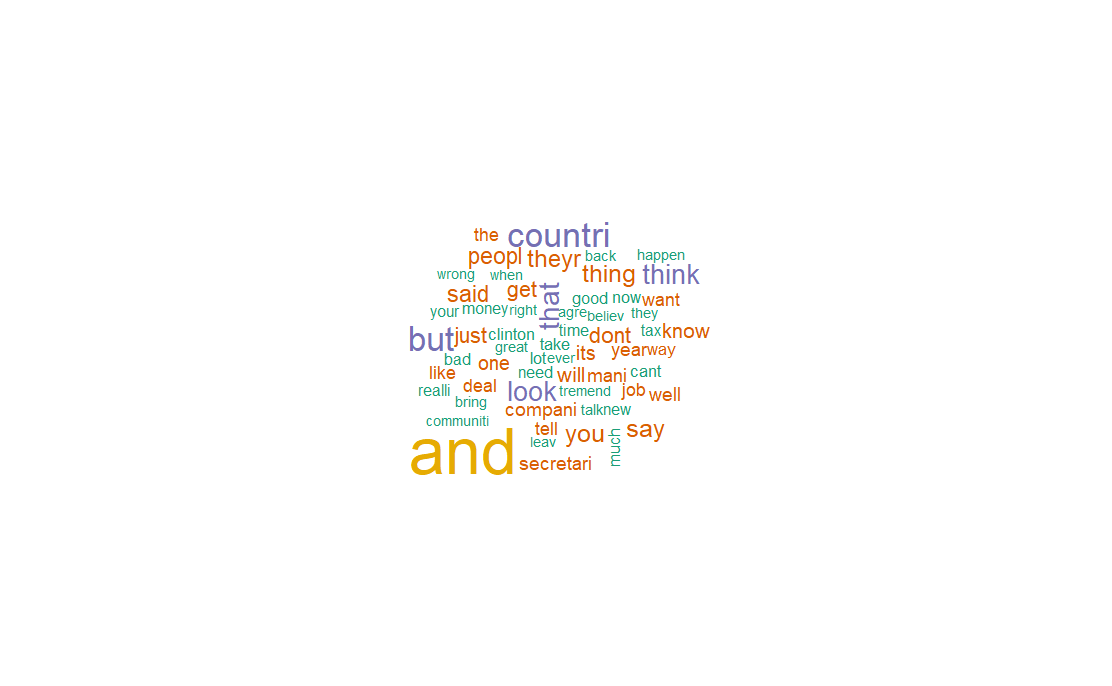 the countri
peopl theyr back happen
wrong when thing think
said get that good now want
your money right agre believ they
but just clinton time dont tax know
great take its year way
bad one lot ever
like need will mani cant
realli deal look tremend job well
bring compani talk new
communiti tell you say
and leav much
secretari